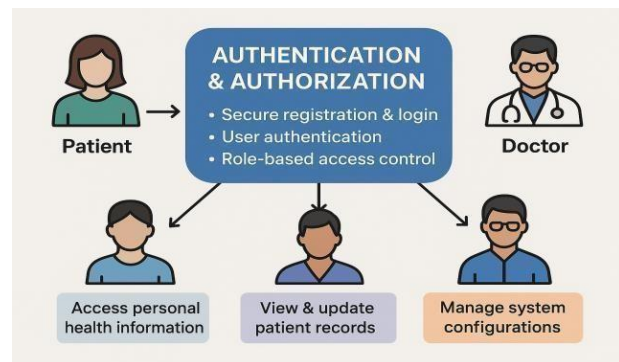 AUTHENTICATION
& AUTHORIZATION
• Secure registration & login
• User authentication
• Role-based access control
Patient
Doctor
Access personal
health information
View & update
patient records
Manage system
configurations